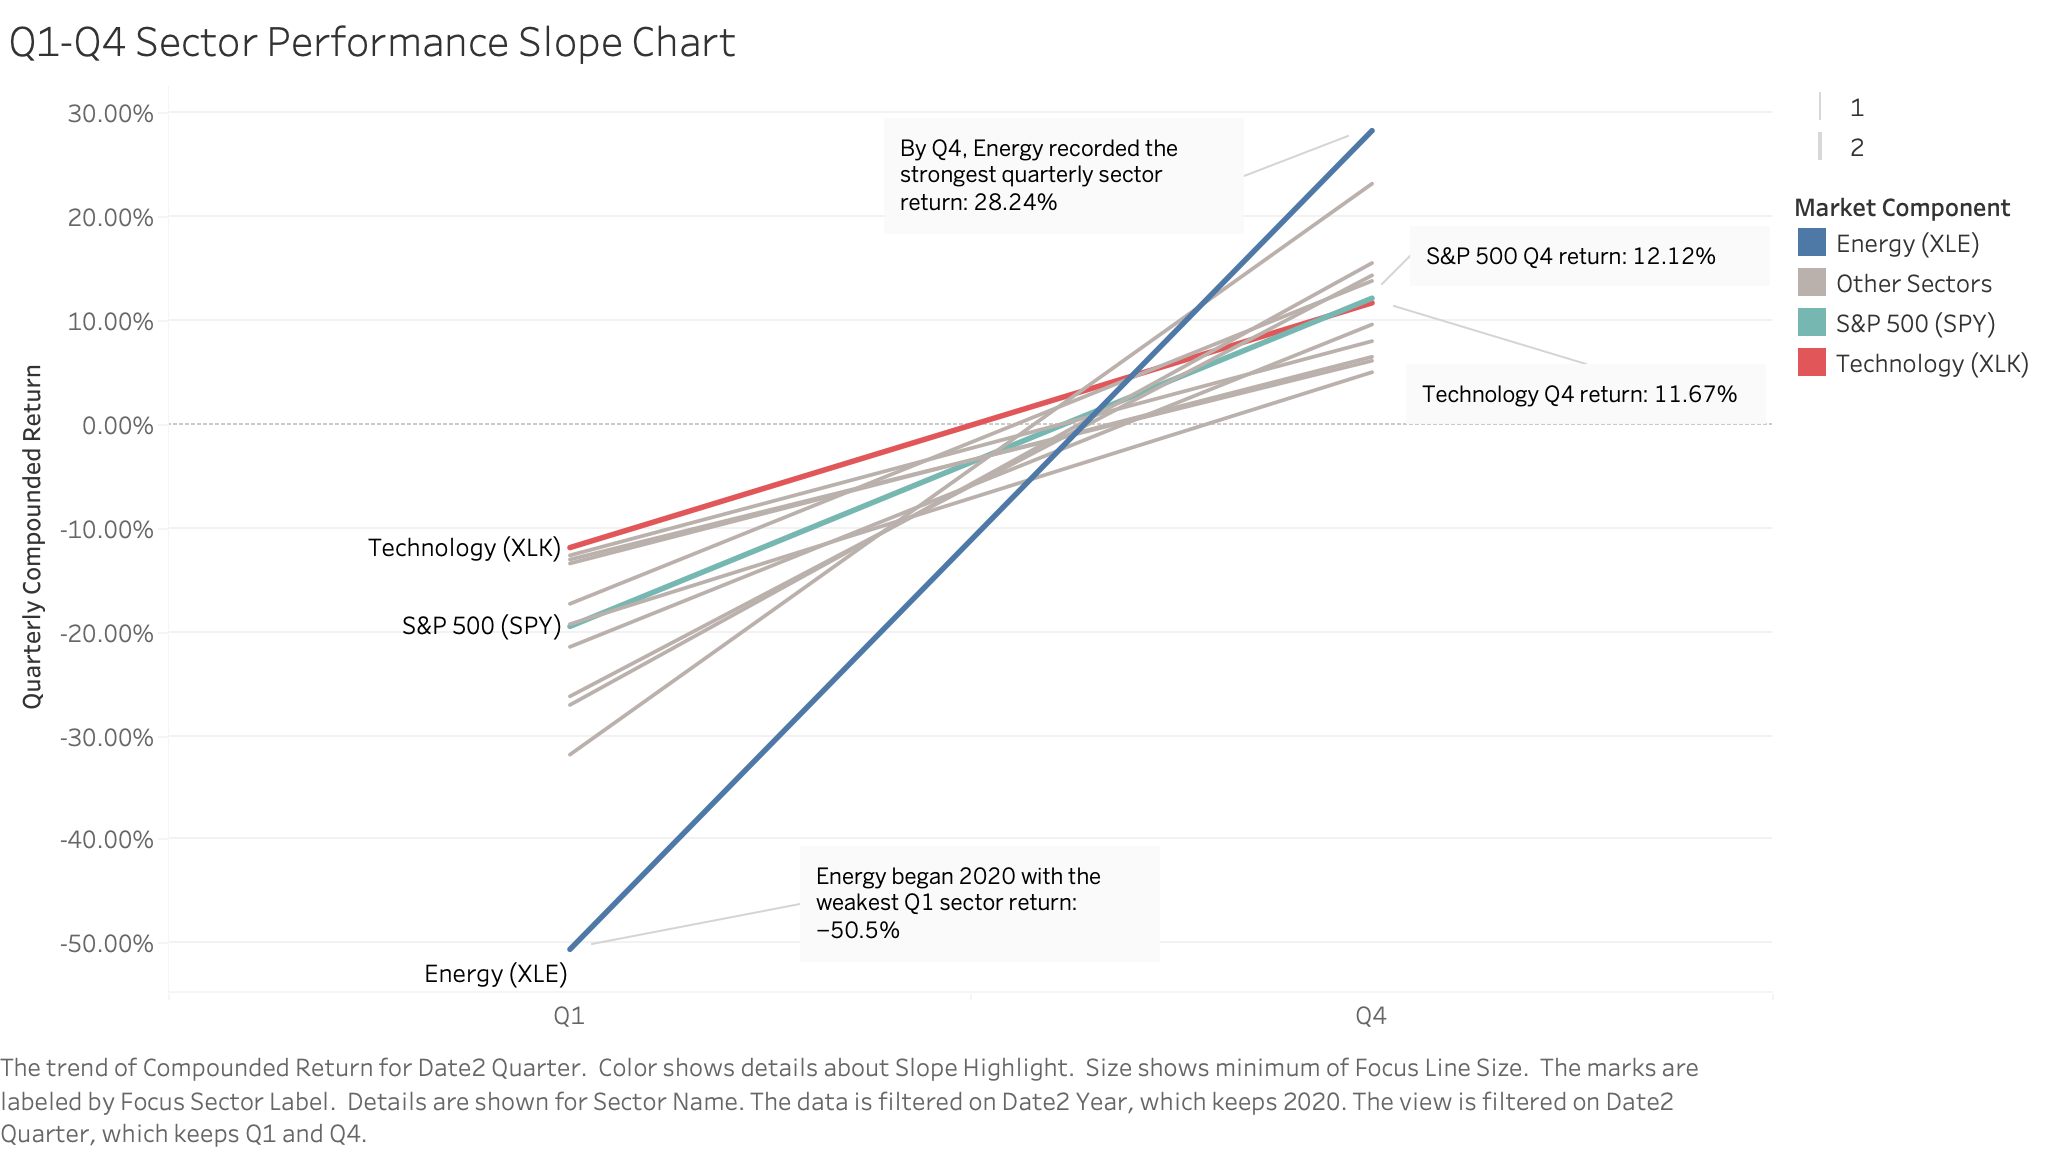 Q1-Q4 Sector Performance Slope Chart
Quarterly Compounded Return
30.00%
20.00%
10.00%
0.00%
-10.00%
-20.00%
-30.00%
-40.00%
-50.00%
By Q4, Energy recorded the
strongest quarterly sector
return: 28.24%
S&P 500 Q4 return: 12.12%
Technology Q4 return: 11.67%
Technology (XLK)
S&P 500 (SPY)
Energy began 2020 with the
weakest Q1 sector return:
−50.5%
Energy (XLE)
Q1
Q4
1
2
Market Component
Energy (XLE)
Other Sectors
S&P 500 (SPY)
Technology (XLK)
The trend of Compounded Return for Date2 Quarter.  Color shows details about Slope Highlight.  Size shows minimum of Focus Line Size.  The marks are
labeled by Focus Sector Label.  Details are shown for Sector Name. The data is filtered on Date2 Year, which keeps 2020. The view is filtered on Date2
Quarter, which keeps Q1 and Q4.